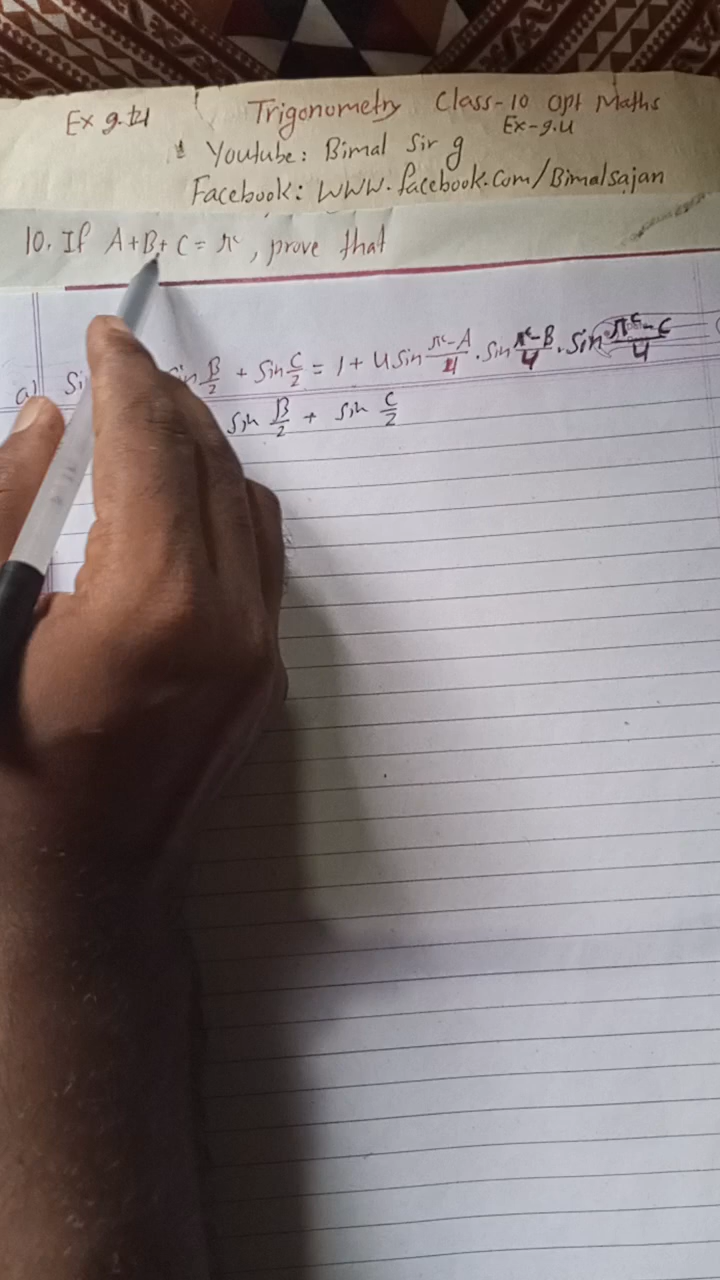 Ex 9.4 Trigonometry Class-10 opt Maths
Ex-9.4
Youtube: Bimal Sir g
Facebook: WWW.facebook.Com/Bimalsajan
10. If A+B+C = π^c, prove that
a) Si B/2 + Sin C/2 = 1 + 4 Sin (π^c-A)/4 . Sin (π^c-B)/4 . Sin (π^c-C)/4
Sin B/2 + Sin C/2